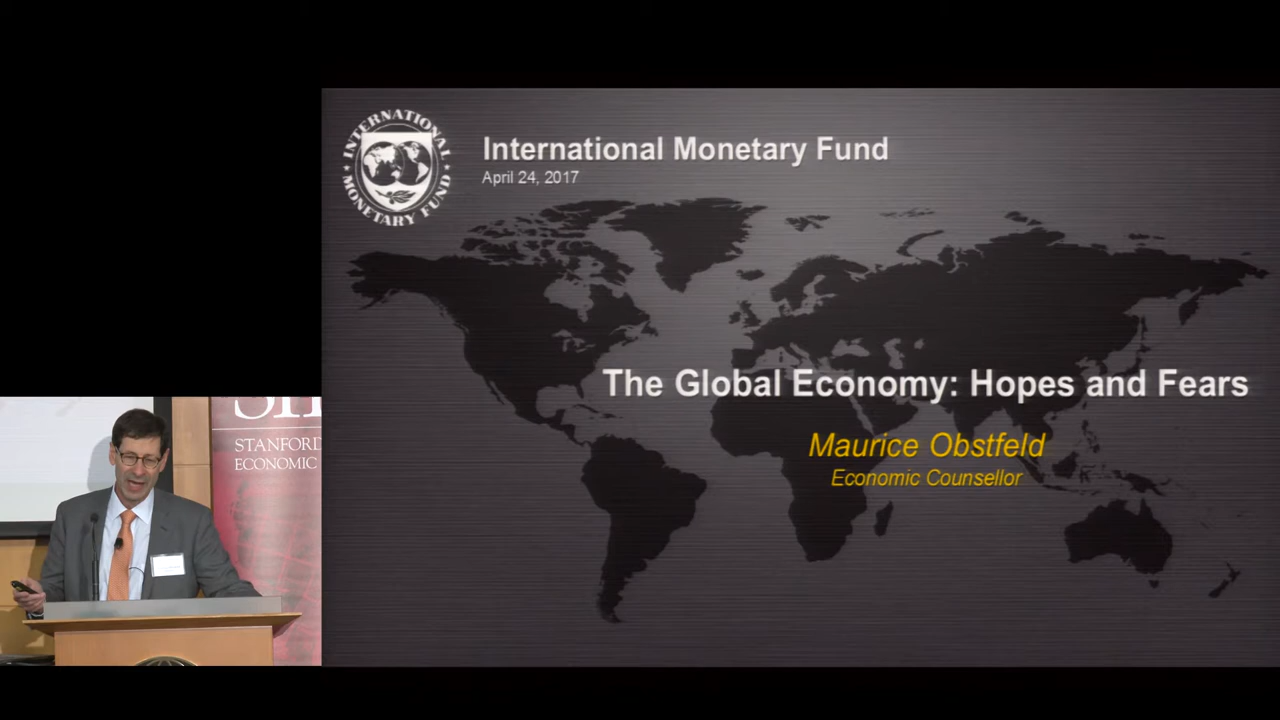 INTERNATIONAL MONETARY FUND
International Monetary Fund
April 24, 2017
The Global Economy: Hopes and Fears
Maurice Obstfeld
Economic Counsellor
STANFORD
ECONOMIC